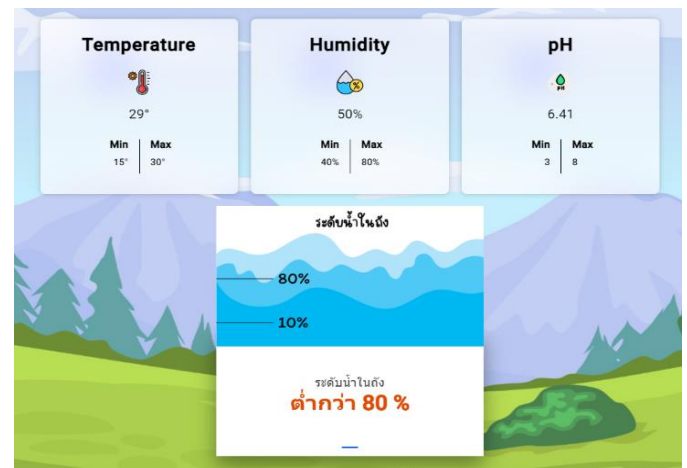 Temperature
29°
Min Max
15° 30°
Humidity
%
50%
Min Max
40% 80%
pH
pH
6.41
Min Max
3 8
ระดับน้ำในถัง
80%
10%
ระดับน้ำในถัง
ต่ำกว่า 80 %